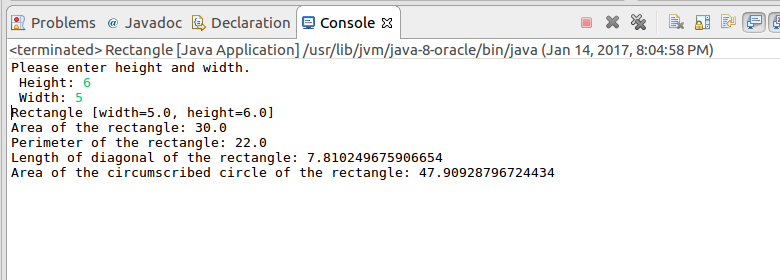 Problems @ Javadoc Declaration Console
<terminated> Rectangle [Java Application] /usr/lib/jvm/java-8-oracle/bin/java (Jan 14, 2017, 8:04:58 PM)
Please enter height and width.
Height: 6
Width: 5
Rectangle [width=5.0, height=6.0]
Area of the rectangle: 30.0
Perimeter of the rectangle: 22.0
Length of diagonal of the rectangle: 7.810249675906654
Area of the circumscribed circle of the rectangle: 47.90928796724434